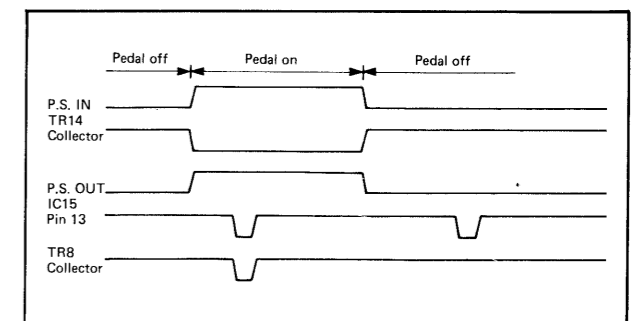 Pedal off Pedal on Pedal off
P.S. IN
TR14
Collector
P.S. OUT
IC15
Pin 13
TR8
Collector